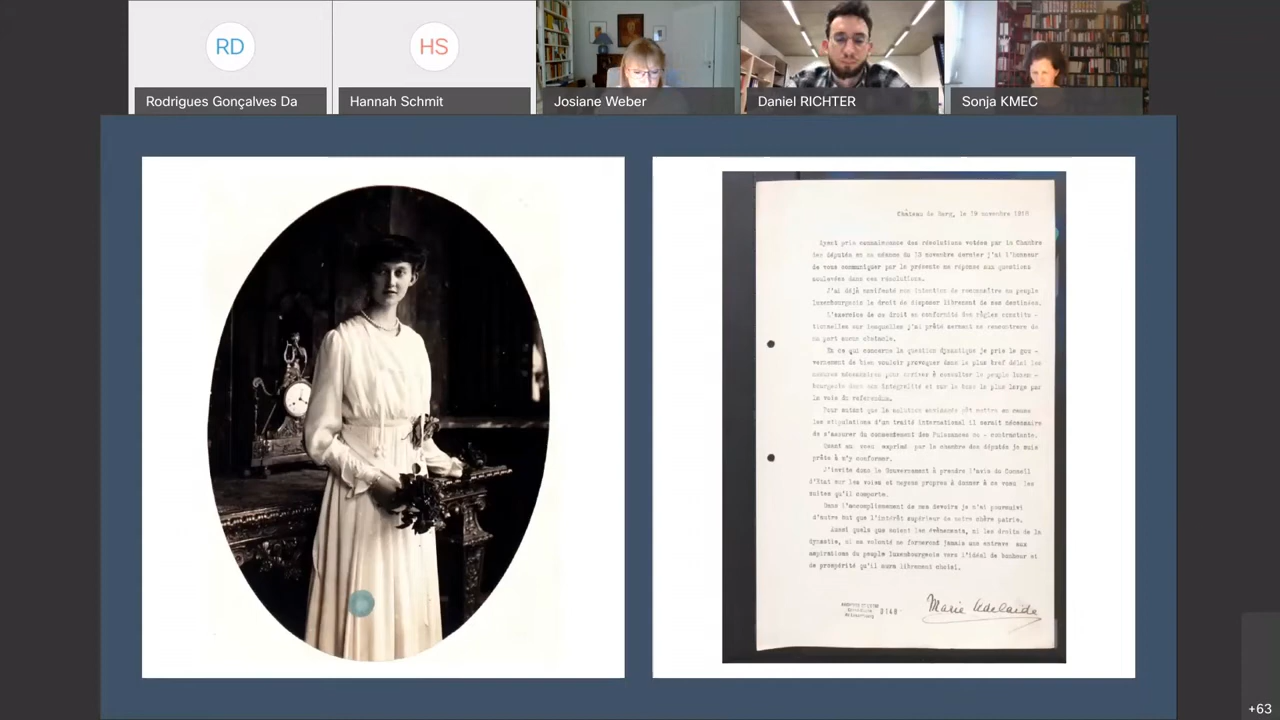 RD
HS
Rodrigues Gonçalves Da
Hannah Schmit
Josiane Weber
Daniel RICHTER
Sonja KMEC
Château de Berg, le 19 novembre 1918
Ayant pris connaissance des résolutions votées par la Chambre
des députés en sa séance du 13 novembre dernier j'ai l'honneur
de vous communiquer par la présente ma réponse aux questions
soulevées dans ces résolutions.
J'ai déjà manifesté mon intention de reconnaître au peuple
luxembourgeois le droit de disposer librement de ses destinées.
L'exercice de ce droit en conformité des règles constitu-
tionnelles sur lesquelles j'ai prêté serment ne rencontrera de
ma part aucun obstacle.
En ce qui concerne la question dynastique je prie le gou -
vernement de bien vouloir provoquer dans le plus bref délai les
mesures nécessaires pour arriver à consulter le peuple luxem-
bourgeois dans son intégralité et sur la base la plus large par
la voie du referendum.
Pour autant que la solution pût mettre en cause
les stipulations d'un traité international il serait nécessaire
de s'assurer du consentement des Puissances co - contractantes.
Quant au voeu exprimé par la chambre des députés je suis
prête à m'y conformer.
J'invite donc le Gouvernement à prendre l'avis du Conseil
d'Etat sur les voies et moyens propres à donner à ce voeu les
suites qu'il comporte.
Dans l'accomplissement de mes devoirs je n'ai poursuivi
d'autre but que l'intérêt supérieur de notre chère patrie.
Aussi quels que soient les événements, ni les droits de la
dynastie, ni ma volonté ne formeront jamais une entrave aux
aspirations du peuple luxembourgeois vers l'idéal de bonheur et
de prospérité qu'il aura librement choisi.
2148
Marie Adelaide
+63